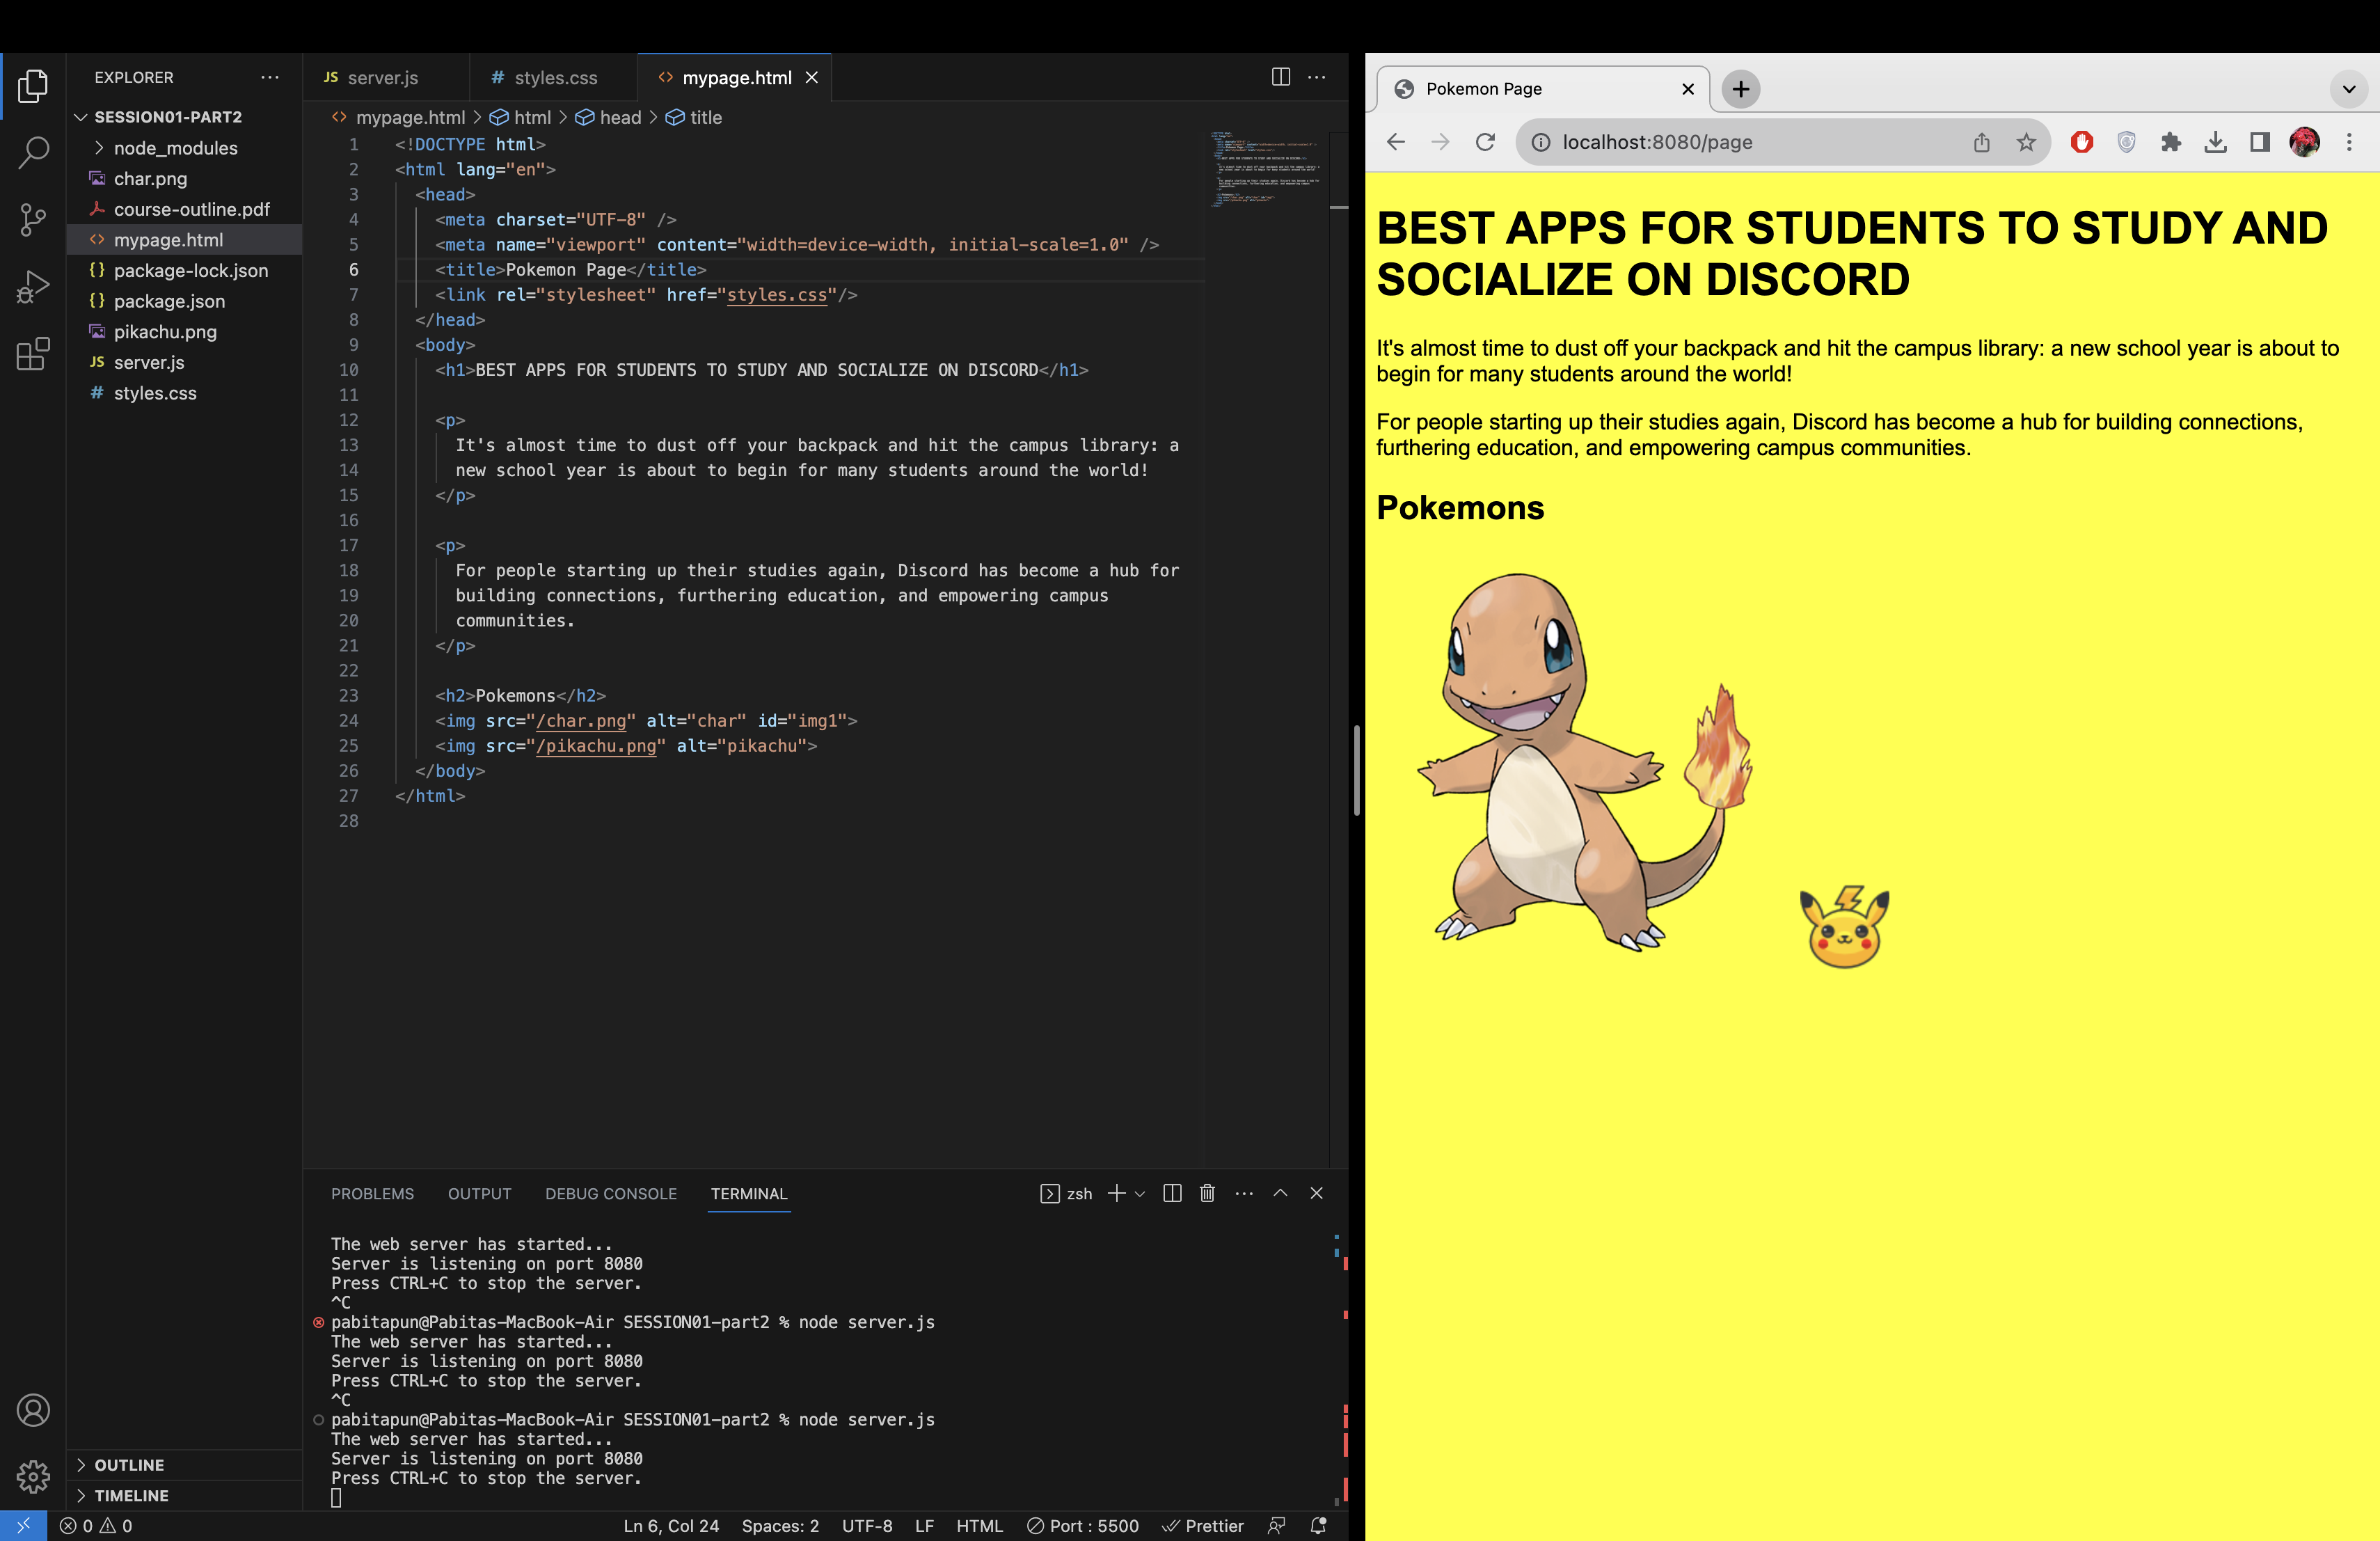 EXPLORER
SESSION01-PART2
node_modules
char.png
course-outline.pdf
mypage.html
package-lock.json
package.json
pikachu.png
JS server.js
# styles.css
OUTLINE
TIMELINE
JS server.js
# styles.css
<> mypage.html
<> mypage.html > html > head > title
1 <!DOCTYPE html>
2 <html lang="en">
3 <head>
4 <meta charset="UTF-8" />
5 <meta name="viewport" content="width=device-width, initial-scale=1.0" />
6 <title>Pokemon Page</title>
7 <link rel="stylesheet" href="styles.css"/>
8 </head>
9 <body>
10 <h1>BEST APPS FOR STUDENTS TO STUDY AND SOCIALIZE ON DISCORD</h1>
11
12 <p>
13 It's almost time to dust off your backpack and hit the campus library: a
14 new school year is about to begin for many students around the world!
15 </p>
16
17 <p>
18 For people starting up their studies again, Discord has become a hub for
19 building connections, furthering education, and empowering campus
20 communities.
21 </p>
22
23 <h2>Pokemons</h2>
24 <img src="/char.png" alt="char" id="img1">
25 <img src="/pikachu.png" alt="pikachu">
26 </body>
27 </html>
28
PROBLEMS OUTPUT DEBUG CONSOLE TERMINAL
zsh
The web server has started...
Server is listening on port 8080
Press CTRL+C to stop the server.
^C
pabitapun@Pabitas-MacBook-Air SESSION01-part2 % node server.js
The web server has started...
Server is listening on port 8080
Press CTRL+C to stop the server.
^C
pabitapun@Pabitas-MacBook-Air SESSION01-part2 % node server.js
The web server has started...
Server is listening on port 8080
Press CTRL+C to stop the server.
0 0
Ln 6, Col 24 Spaces: 2 UTF-8 LF HTML Port : 5500 Prettier
Pokemon Page
localhost:8080/page
BEST APPS FOR STUDENTS TO STUDY AND
SOCIALIZE ON DISCORD
It's almost time to dust off your backpack and hit the campus library: a new school year is about to
begin for many students around the world!
For people starting up their studies again, Discord has become a hub for building connections,
furthering education, and empowering campus communities.
Pokemons